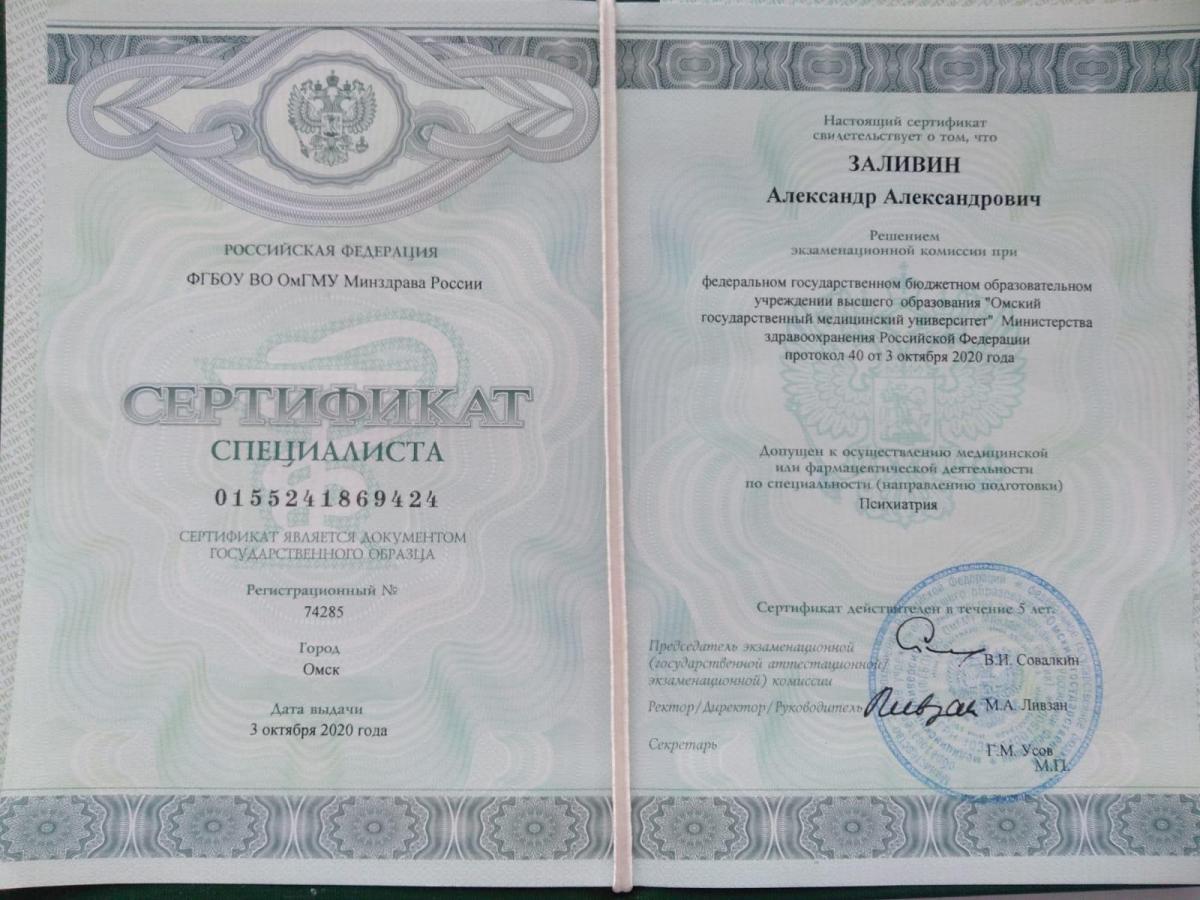 РОССИЙСКАЯ ФЕДЕРАЦИЯ
ФГБОУ ВО ОмГМУ Минздрава России
СЕРТИФИКАТ
СПЕЦИАЛИСТА
0155241869424
СЕРТИФИКАТ ЯВЛЯЕТСЯ ДОКУМЕНТОМ
ГОСУДАРСТВЕННОГО ОБРАЗЦА
Регистрационный №
74285
Город
Омск
Дата выдачи
3 октября 2020 года
Настоящий сертификат
свидетельствует о том, что
ЗАЛИВИН
Александр Александрович
Решением
экзаменационной комиссии при
федеральном государственном бюджетном образовательном
учреждении высшего образования "Омский
государственный медицинский университет" Министерства
здравоохранения Российской Федерации
протокол 40 от 3 октября 2020 года
Допущен к осуществлению медицинской
или фармацевтической деятельности
по специальности (направлению подготовки)
Психиатрия
Сертификат действителен в течение 5 лет.
Председатель экзаменационной
(государственной аттестационной/
экзаменационной) комиссии
В.И. Совалкин
Ректор/Директор/Руководитель
М.А. Ливзан
Секретарь
Г.М. Усов
М.П.